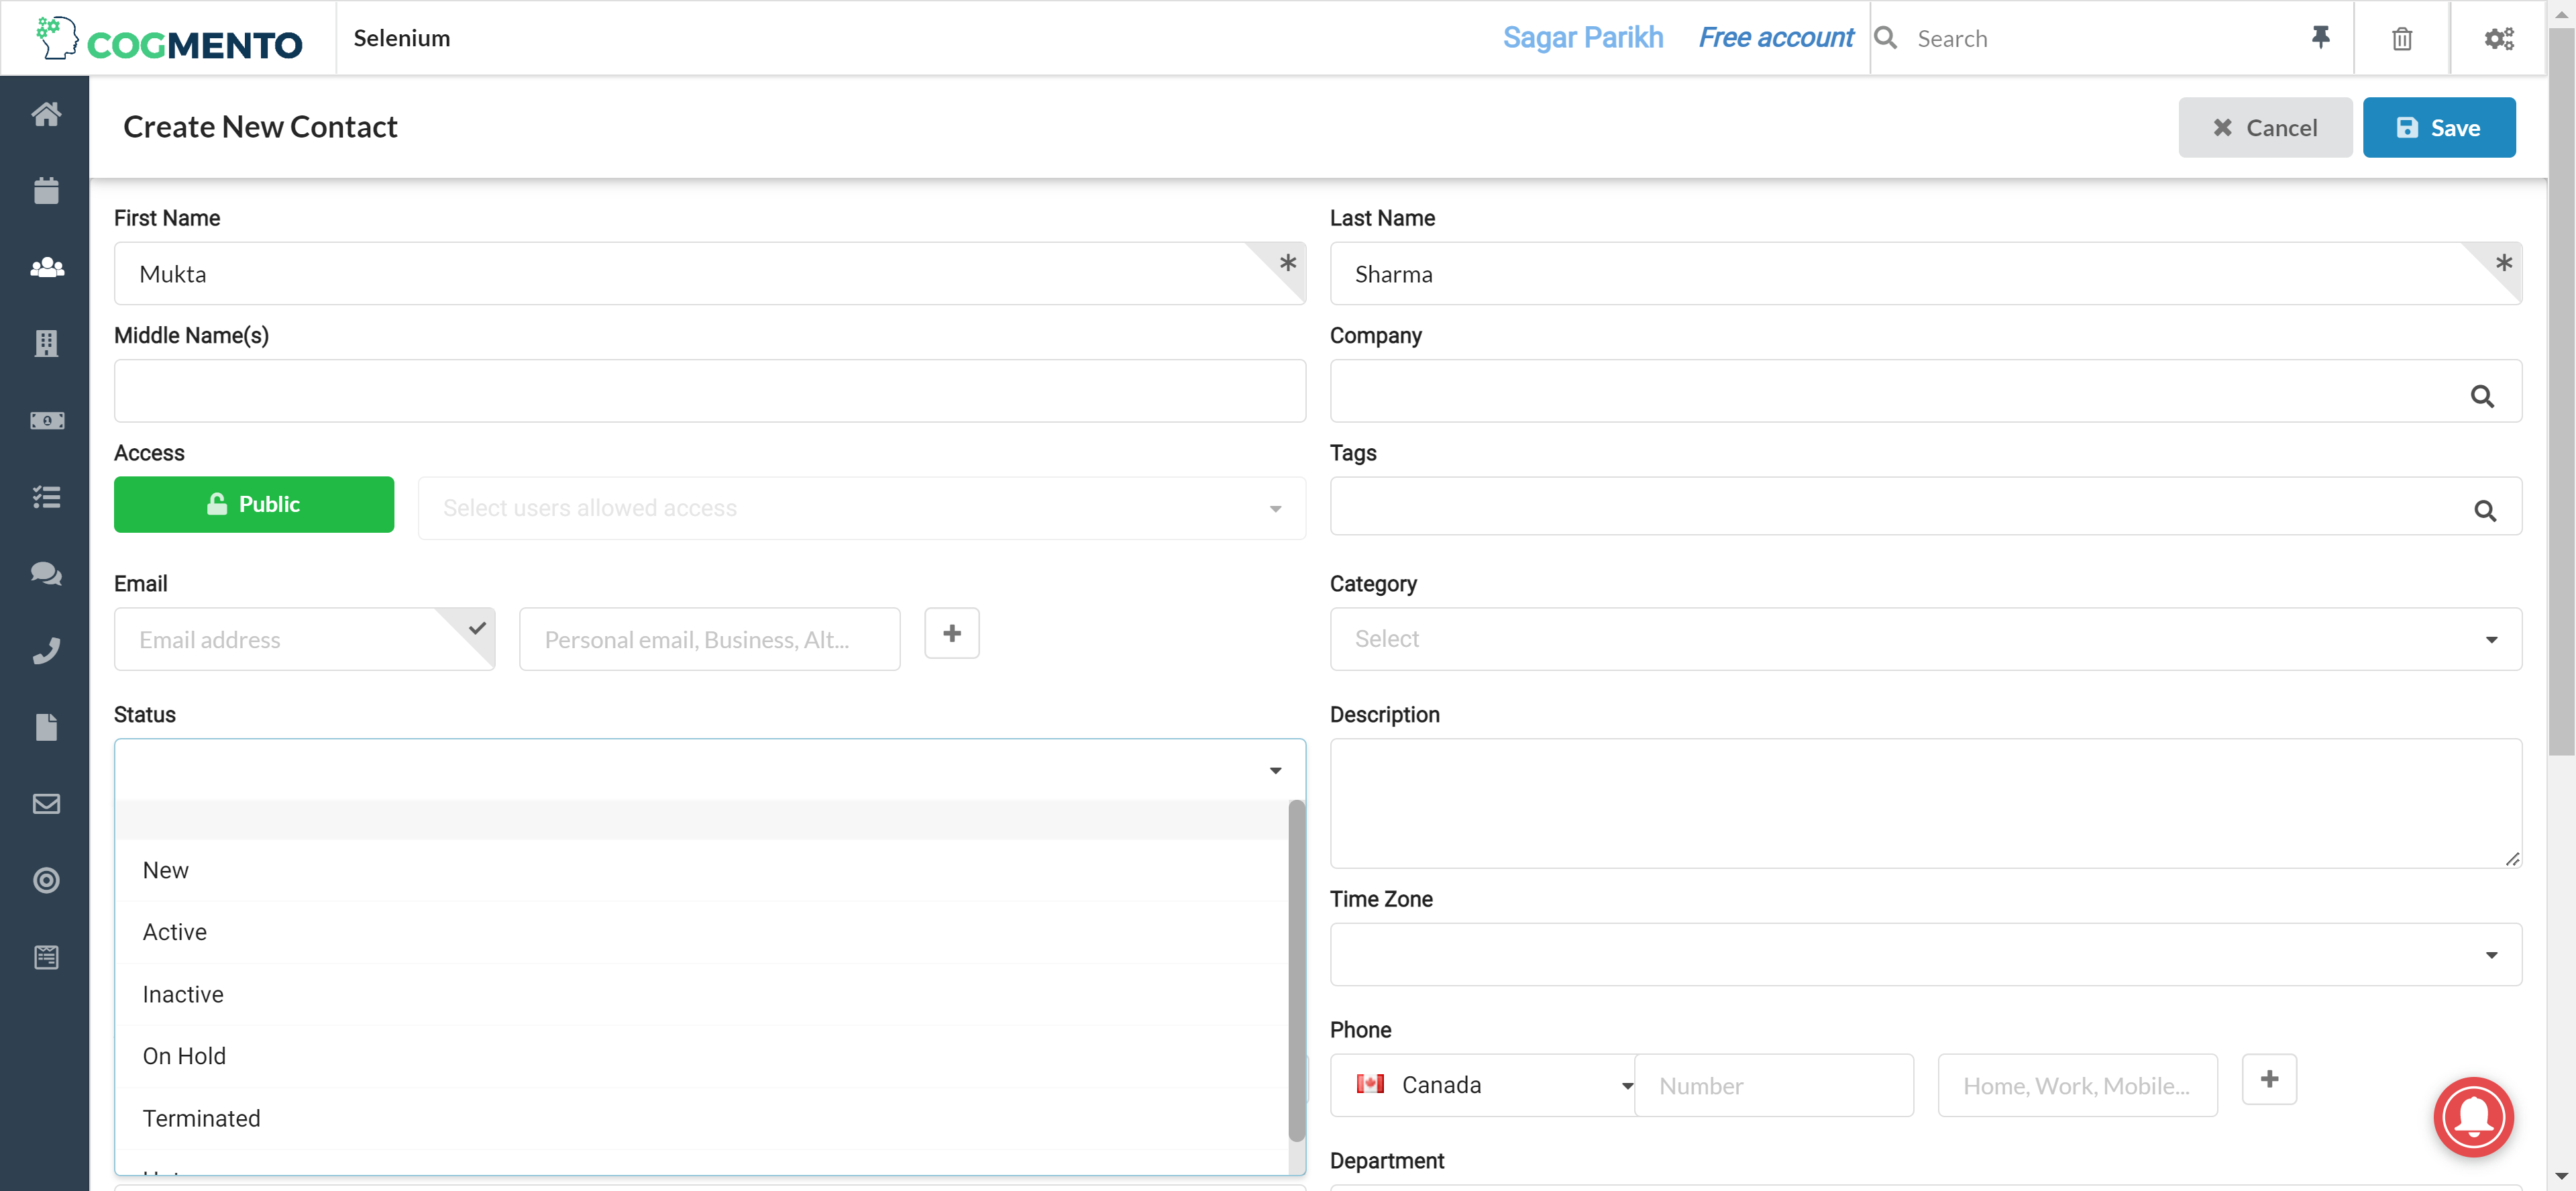 COGMENTO
Selenium
Sagar Parikh
Free account
Search
Create New Contact
Cancel
Save
First Name
Last Name
Mukta
Sharma
Middle Name(s)
Company
Access
Tags
Public
Select users allowed access
Email
Category
Email address
Personal email, Business, Alt...
Select
Status
Description
New
Active
Time Zone
Inactive
On Hold
Phone
Canada
Number
Home, Work, Mobile...
Terminated
Department